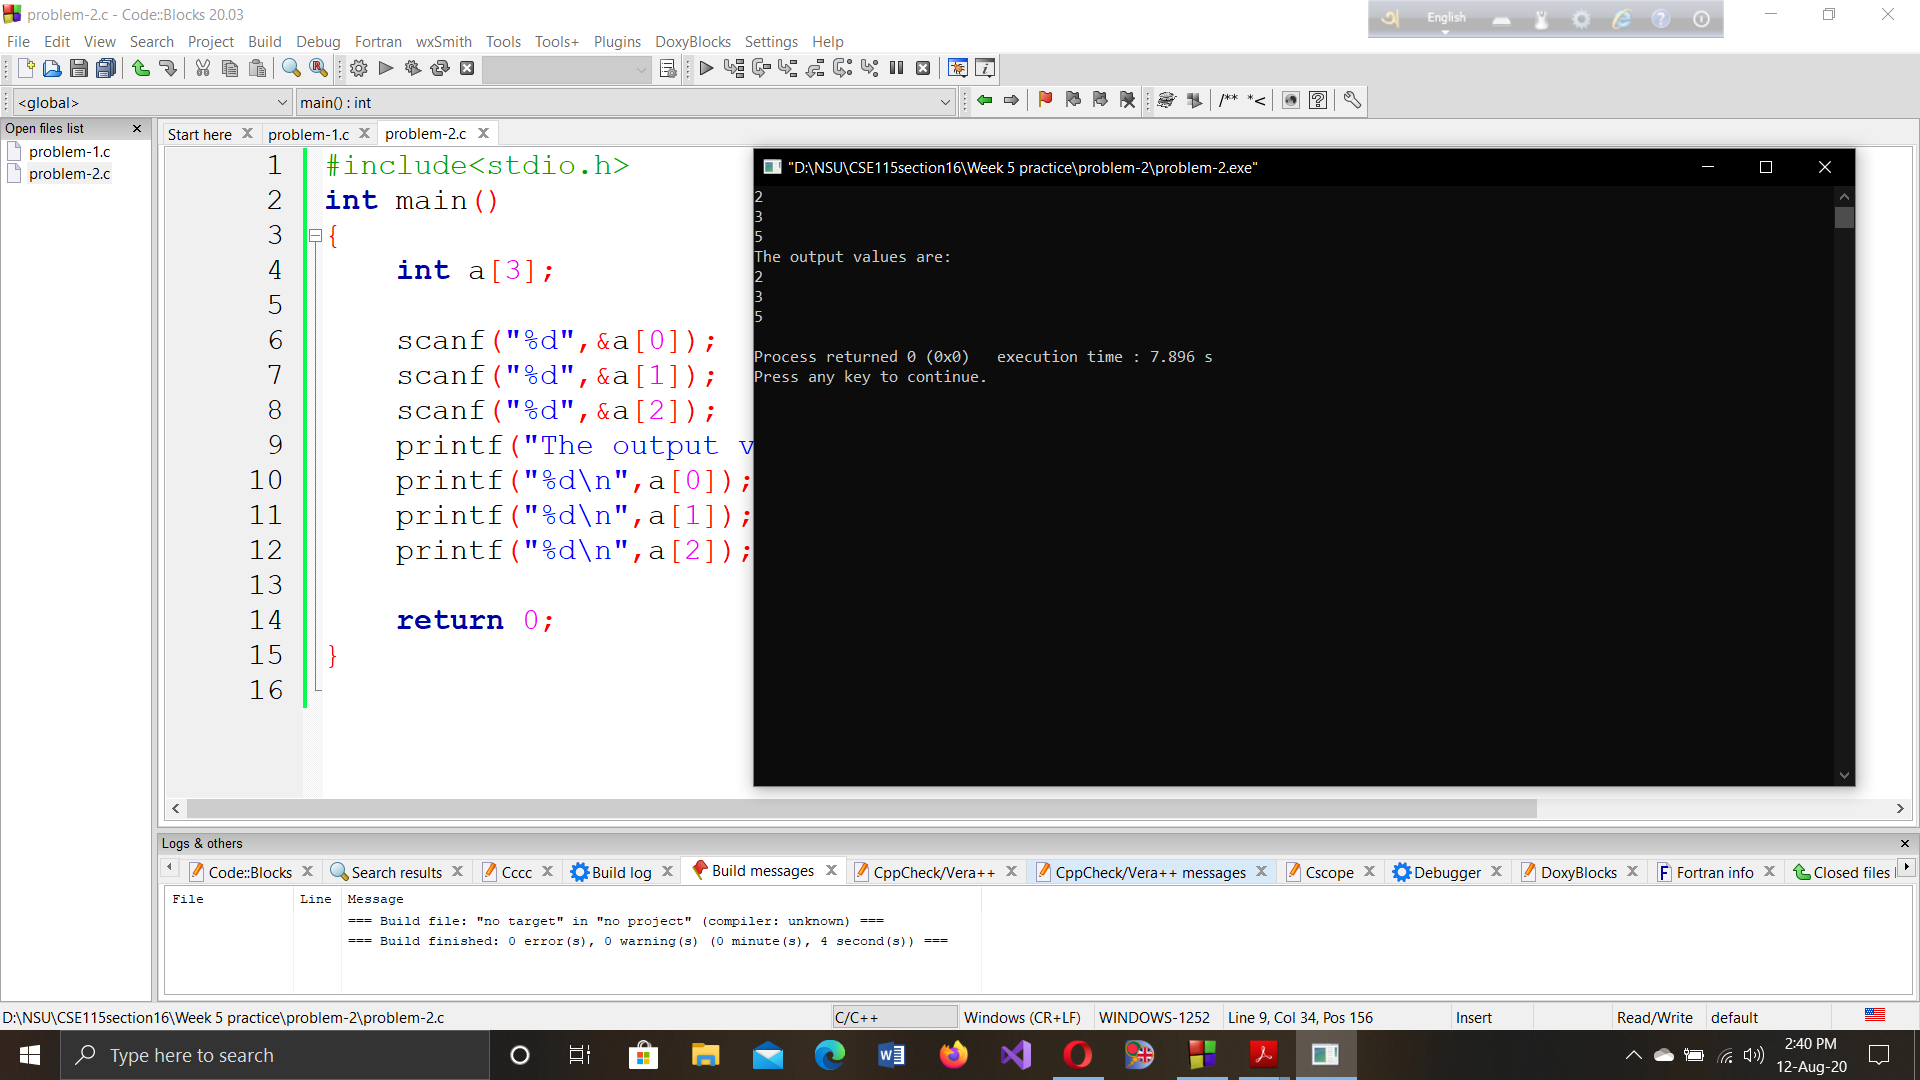 problem-2.c - Code::Blocks 20.03
English
File Edit View Search Project Build Debug Fortran wxSmith Tools Tools+ Plugins DoxyBlocks Settings Help
<global> main() : int
/** *<
Open files list
problem-1.c
problem-2.c
Start here problem-1.c problem-2.c
1 #include<stdio.h>
2 int main()
3 {
4 int a[3];
5
6 scanf("%d",&a[0]);
7 scanf("%d",&a[1]);
8 scanf("%d",&a[2]);
9 printf("The output v
10 printf("%d\n",a[0]);
11 printf("%d\n",a[1]);
12 printf("%d\n",a[2]);
13
14 return 0;
15 }
16
"D:\NSU\CSE115section16\Week 5 practice\problem-2\problem-2.exe"
2
3
5
The output values are:
2
3
5
Process returned 0 (0x0)   execution time : 7.896 s
Press any key to continue.
Logs & others
Code::Blocks Search results Cccc Build log Build messages CppCheck/Vera++ CppCheck/Vera++ messages Cscope Debugger DoxyBlocks Fortran info Closed files l
File Line Message
=== Build file: "no target" in "no project" (compiler: unknown) ===
=== Build finished: 0 error(s), 0 warning(s) (0 minute(s), 4 second(s)) ===
D:\NSU\CSE115section16\Week 5 practice\problem-2\problem-2.c C/C++ Windows (CR+LF) WINDOWS-1252 Line 9, Col 34, Pos 156 Insert Read/Write default
Type here to search
2:40 PM
12-Aug-20